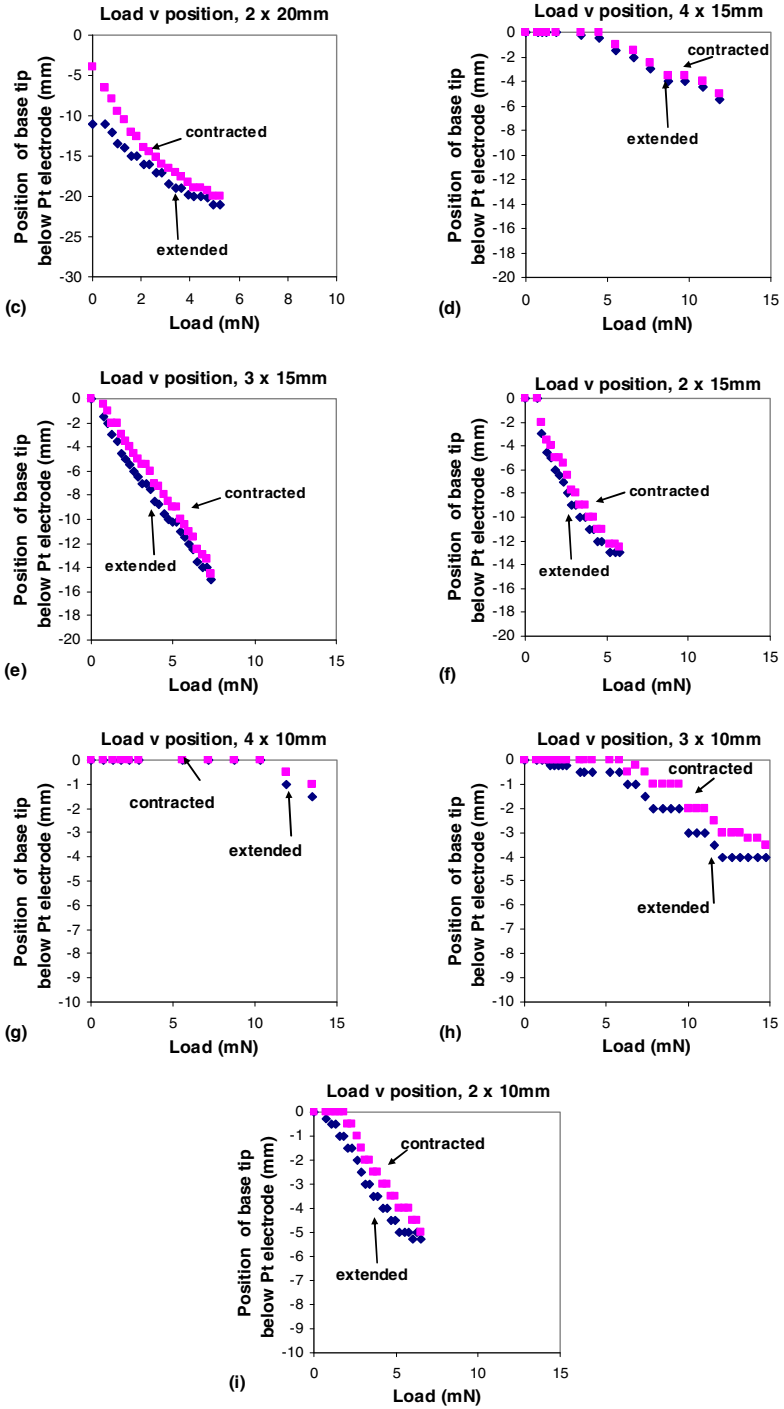 Load v position, 2 x 20mm
0
-5
-10
-15
-20
-25
-30
Position of base tip
below Pt electrode (mm)
contracted
extended
0 2 4 6 8 10
Load (mN)
(c)
Load v position, 4 x 15mm
0
-2
-4
-6
-8
-10
-12
-14
-16
-18
-20
Position of base tip
below Pt electrode (mm)
contracted
extended
0 5 10 15
Load (mN)
(d)
Load v position, 3 x 15mm
0
-2
-4
-6
-8
-10
-12
-14
-16
-18
-20
Position of base tip
below Pt electrode (mm)
contracted
extended
0 5 10 15
Load (mN)
(e)
Load v position, 2 x 15mm
0
-2
-4
-6
-8
-10
-12
-14
-16
-18
-20
Position of base tip
below Pt electrode (mm)
contracted
extended
0 5 10 15
Load (mN)
(f)
Load v position, 4 x 10mm
0
-1
-2
-3
-4
-5
-6
-7
-8
-9
-10
Position of base tip
below Pt electrode (mm)
contracted
extended
0 5 10 15
Load (mN)
(g)
Load v position, 3 x 10mm
0
-1
-2
-3
-4
-5
-6
-7
-8
-9
-10
Position of base tip
below Pt electrode (mm)
contracted
extended
0 5 10 15
Load (mN)
(h)
Load v position, 2 x 10mm
0
-1
-2
-3
-4
-5
-6
-7
-8
-9
-10
Position of base tip
below Pt electrode (mm)
contracted
extended
0 5 10 15
Load (mN)
(i)